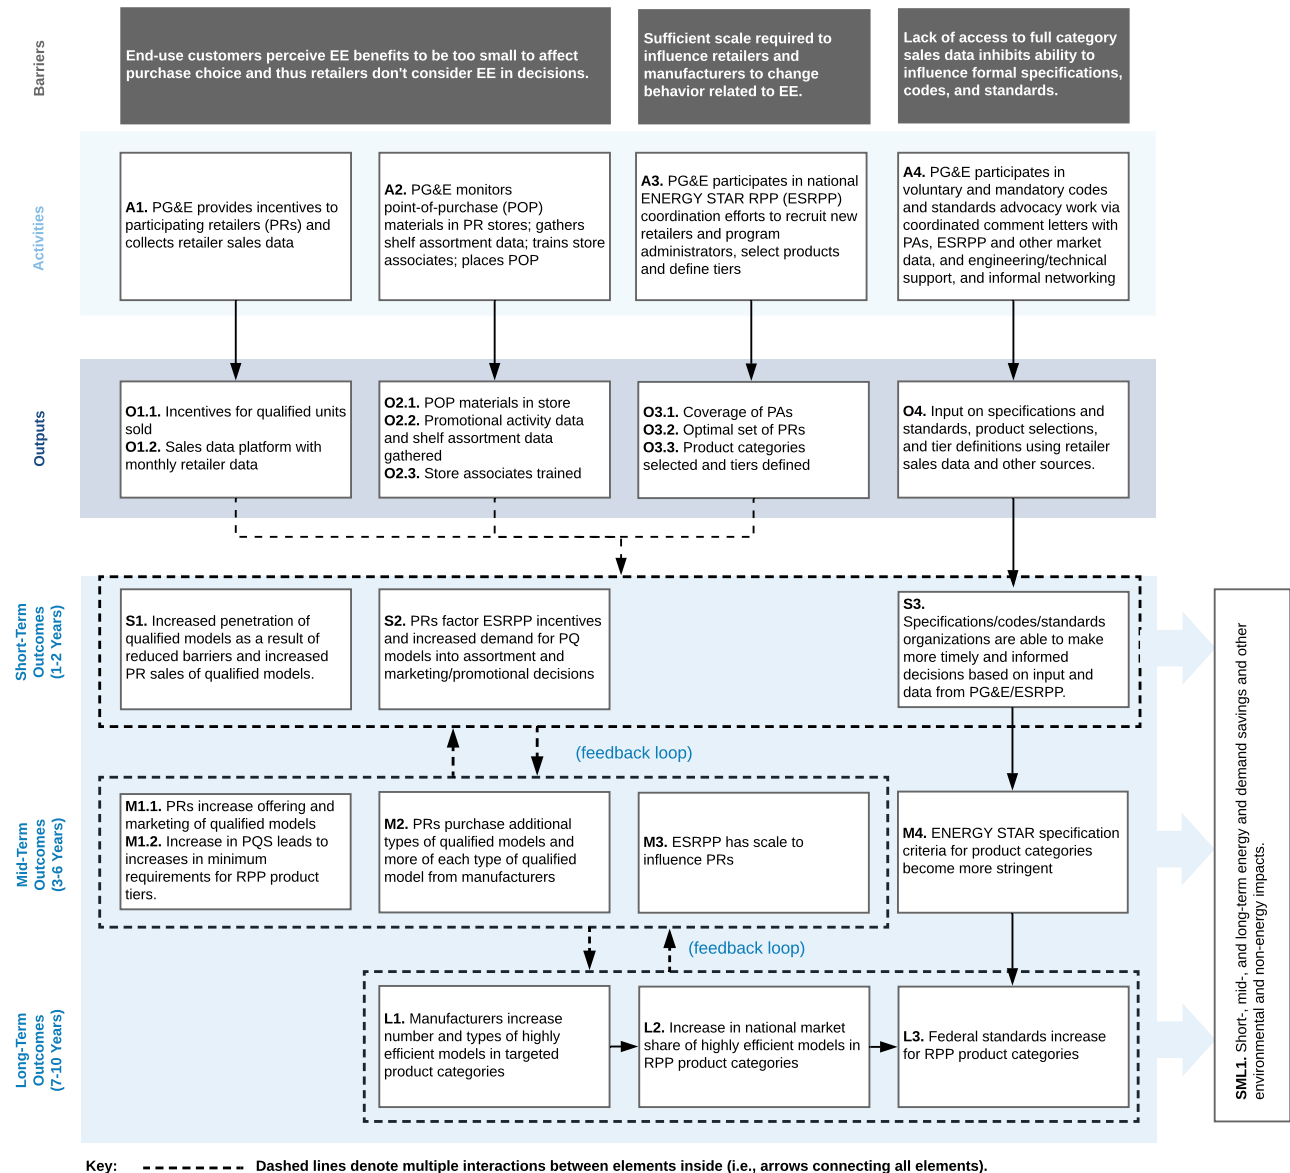 Barriers
End-use customers perceive EE benefits to be too small to affect
purchase choice and thus retailers don't consider EE in decisions.
Sufficient scale required to
influence retailers and
manufacturers to change
behavior related to EE.
Lack of access to full category
sales data inhibits ability to
influence formal specifications,
codes, and standards.
Activities
A1. PG&E provides incentives to
participating retailers (PRs) and
collects retailer sales data
A2. PG&E monitors
point-of-purchase (POP)
materials in PR stores; gathers
shelf assortment data; trains store
associates; places POP
A3. PG&E participates in national
ENERGY STAR RPP (ESRPP)
coordination efforts to recruit new
retailers and program
administrators, select products
and define tiers
A4. PG&E participates in
voluntary and mandatory codes
and standards advocacy work via
coordinated comment letters with
PAs, ESRPP and other market
data, and engineering/technical
support, and informal networking
Outputs
O1.1. Incentives for qualified units
sold
O1.2. Sales data platform with
monthly retailer data
O2.1. POP materials in store
O2.2. Promotional activity data
and shelf assortment data
gathered
O2.3. Store associates trained
O3.1. Coverage of PAs
O3.2. Optimal set of PRs
O3.3. Product categories
selected and tiers defined
O4. Input on specifications and
standards, product selections,
and tier definitions using retailer
sales data and other sources.
Short-Term
Outcomes
(1-2 Years)
S1. Increased penetration of
qualified models as a result of
reduced barriers and increased
PR sales of qualified models.
S2. PRs factor ESRPP incentives
and increased demand for PQ
models into assortment and
marketing/promotional decisions
S3.
Specifications/codes/standards
organizations are able to make
more timely and informed
decisions based on input and
data from PG&E/ESRPP.
(feedback loop)
Mid-Term
Outcomes
(3-6 Years)
M1.1. PRs increase offering and
marketing of qualified models
M1.2. Increase in PQS leads to
increases in minimum
requirements for RPP product
tiers.
M2. PRs purchase additional
types of qualified models and
more of each type of qualified
model from manufacturers
M3. ESRPP has scale to
influence PRs
M4. ENERGY STAR specification
criteria for product categories
become more stringent
(feedback loop)
Long-Term
Outcomes
(7-10 Years)
L1. Manufacturers increase
number and types of highly
efficient models in targeted
product categories
L2. Increase in national market
share of highly efficient models in
RPP product categories
L3. Federal standards increase
for RPP product categories
SML1. Short-, mid-, and long-term energy and demand savings and other
environmental and non-energy impacts.
Key:
Dashed lines denote multiple interactions between elements inside (i.e., arrows connecting all elements).